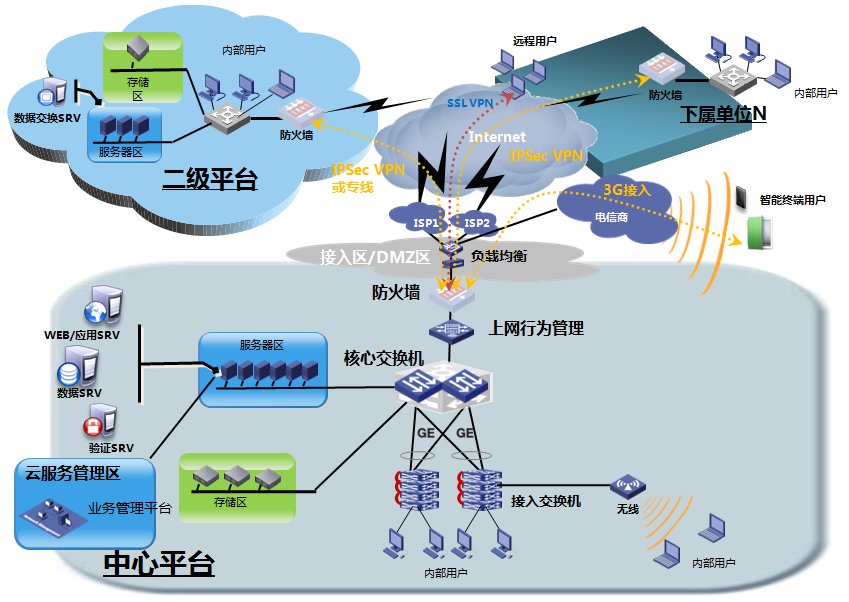 远程用户
内部用户
存储
区
数据交换SRV
服务器区
防火墙
二级平台
SSL VPN
Internet
IPSec VPN
IPSec VPN
或专线
防火墙
内部用户
下属单位N
3G接入
电信商
智能终端用户
ISP1
ISP2
接入区/DMZ区
负载均衡
防火墙
上网行为管理
WEB/应用SRV
服务器区
核心交换机
数据SRV
验证SRV
GE
GE
云服务管理区
业务管理平台
存储区
接入交换机
无线
内部用户
内部用户
中心平台